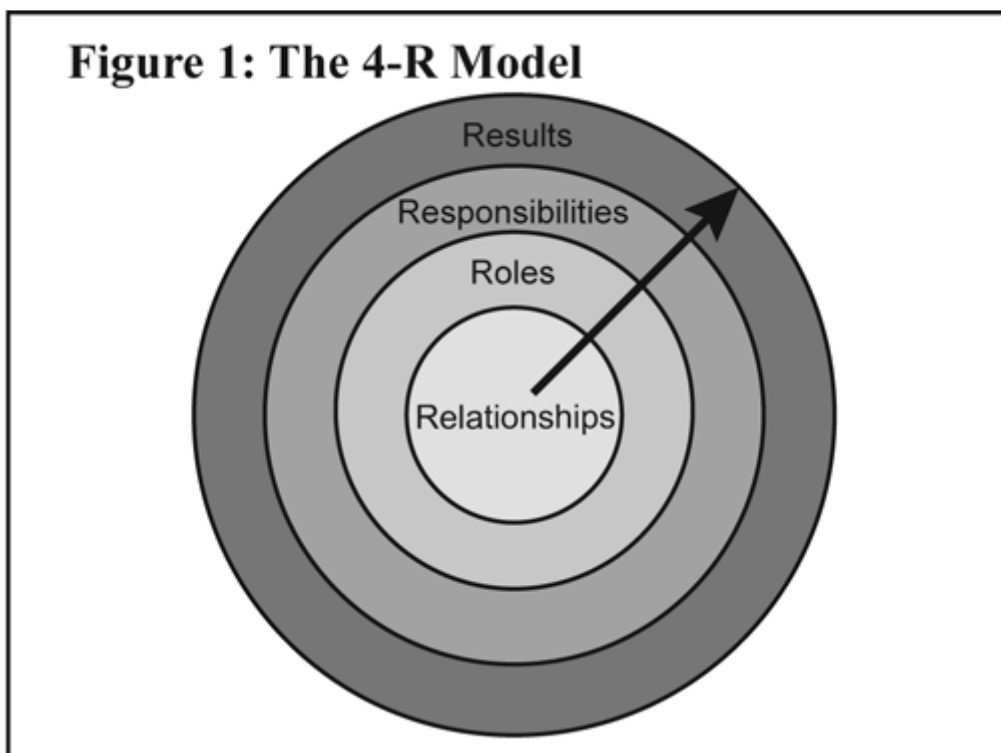 Figure 1: The 4-R Model
Results
Responsibilities
Roles
Relationships